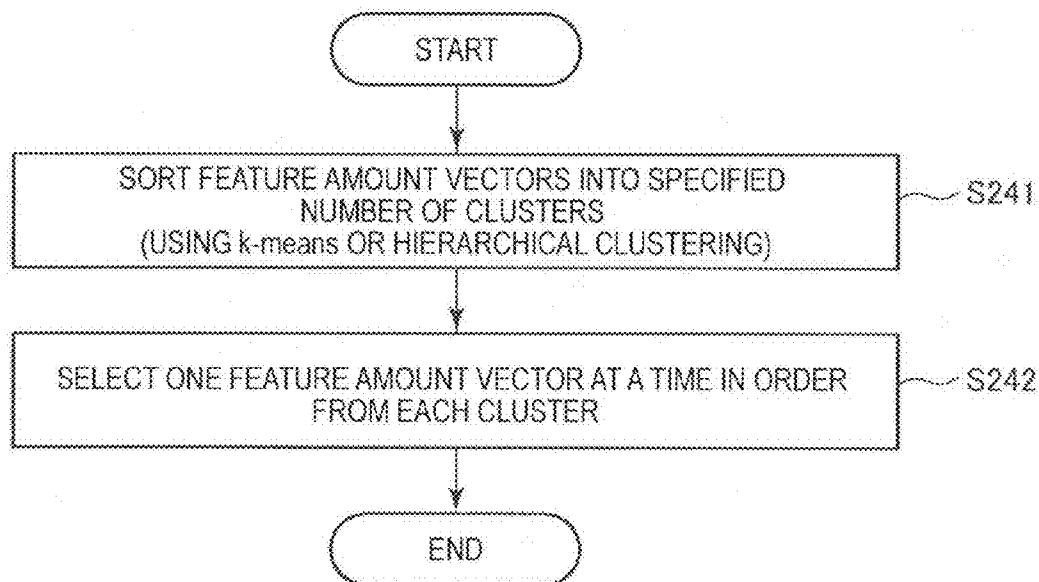 START
SORT FEATURE AMOUNT VECTORS INTO SPECIFIED
NUMBER OF CLUSTERS
(USING k-means OR HIERARCHICAL CLUSTERING)
S241
SELECT ONE FEATURE AMOUNT VECTOR AT A TIME IN ORDER
FROM EACH CLUSTER
S242
END